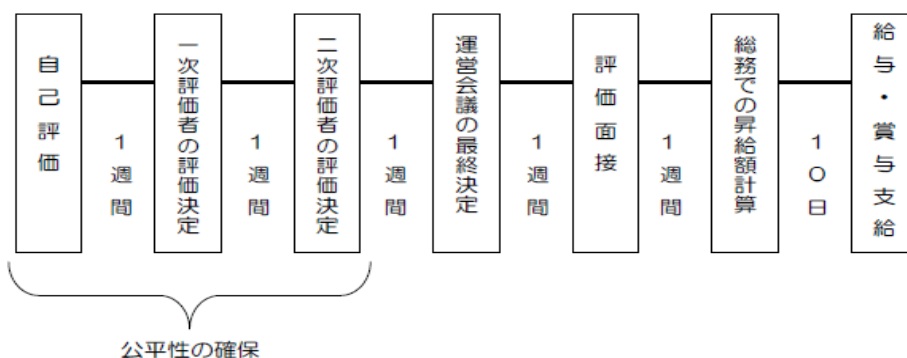 自己評価
1週間
一次評価者の評価決定
1週間
二次評価者の評価決定
1週間
運営会議の最終決定
1週間
評価面接
1週間
総務での昇給額計算
10日
給与・賞与支給
公平性の確保